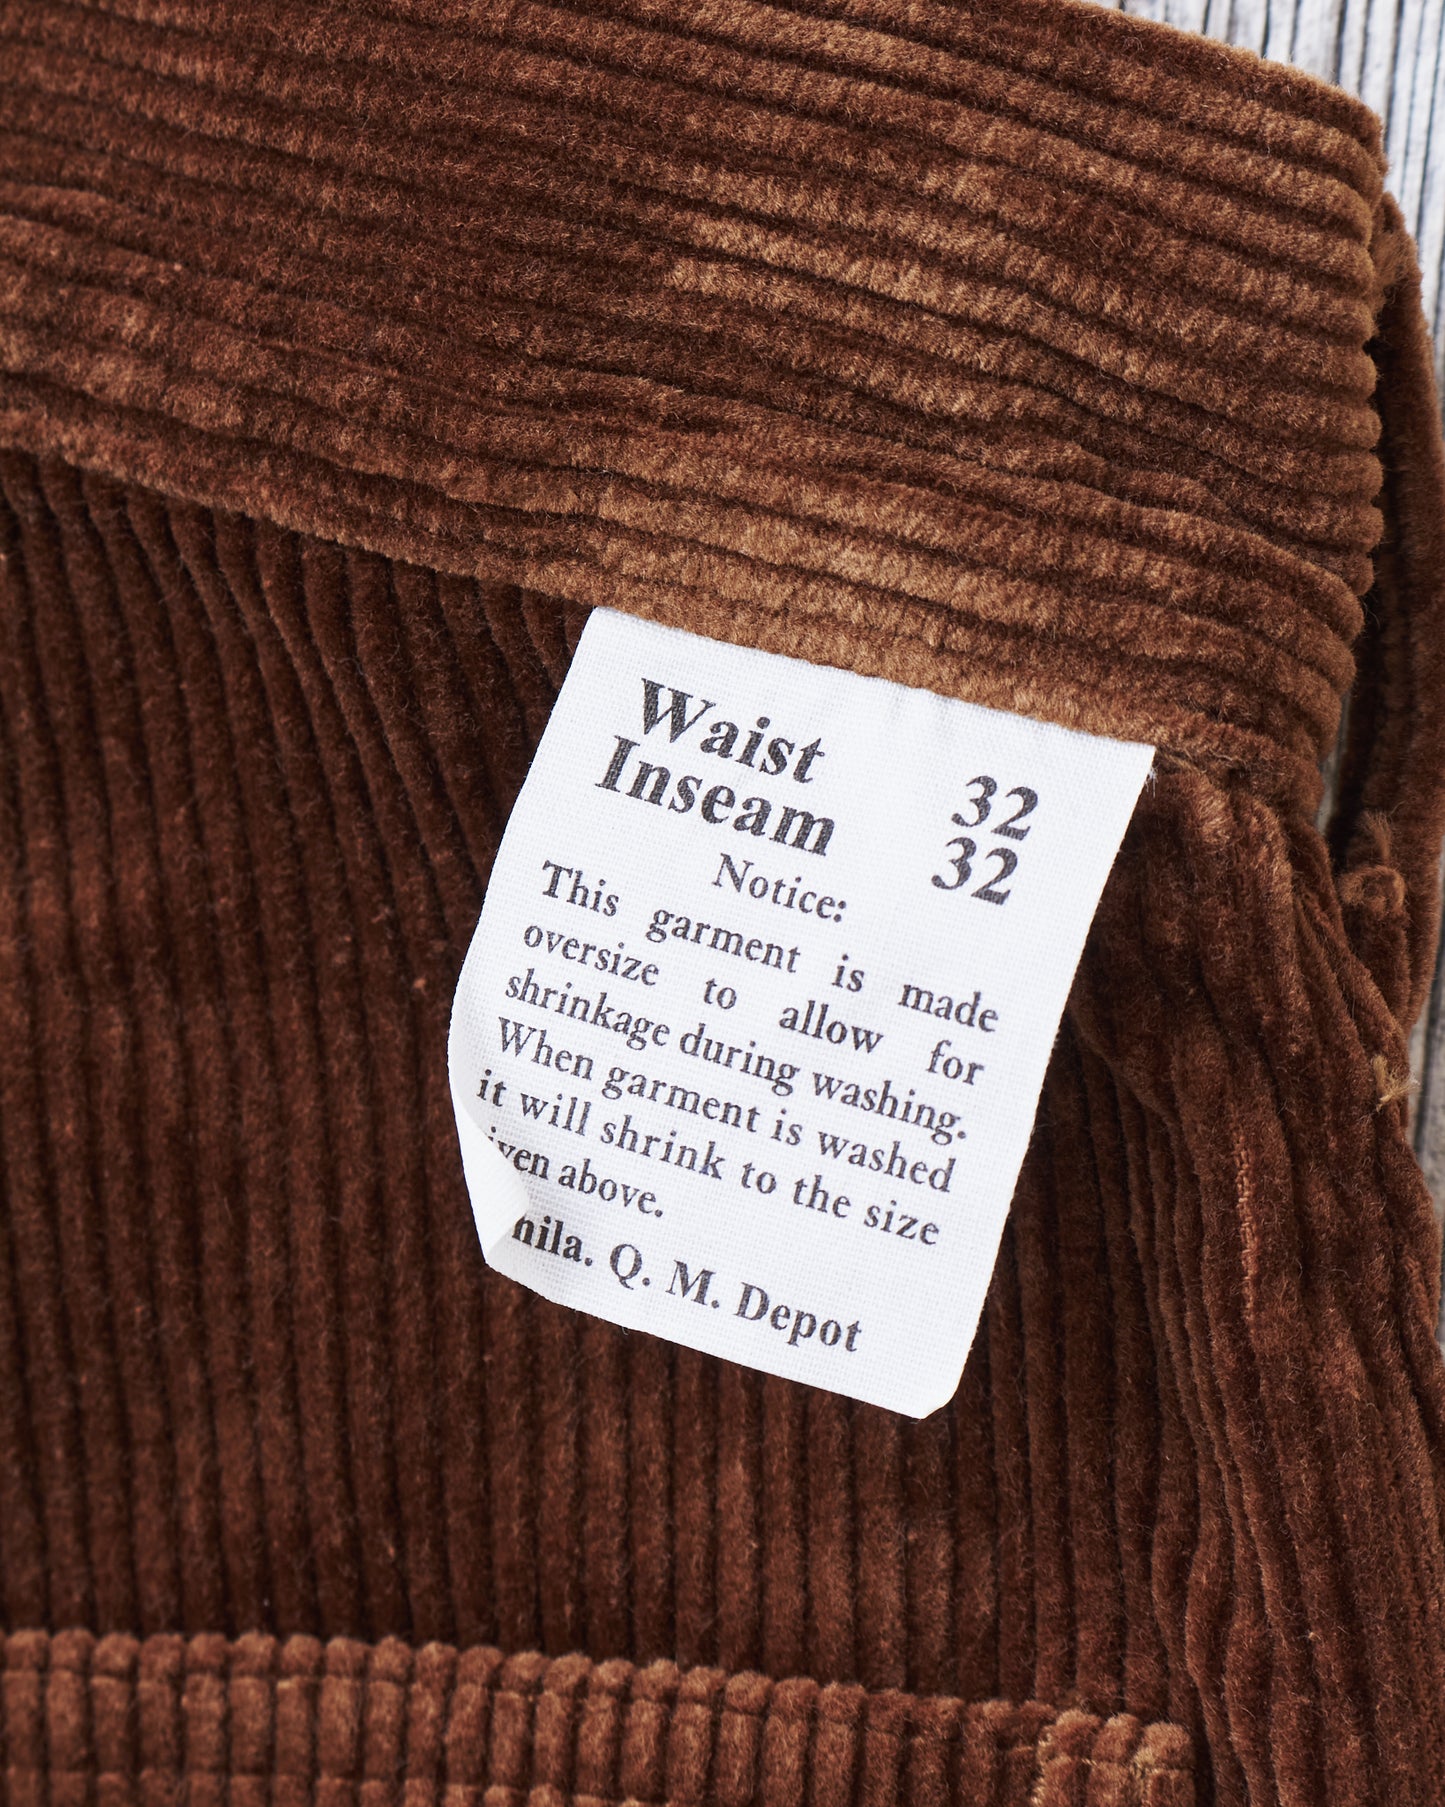 Waist 32
Inseam 32
Notice:
This garment is made
oversize to allow for
shrinkage during washing.
When garment is washed
it will shrink to the size
iven above.
hila. Q. M. Depot